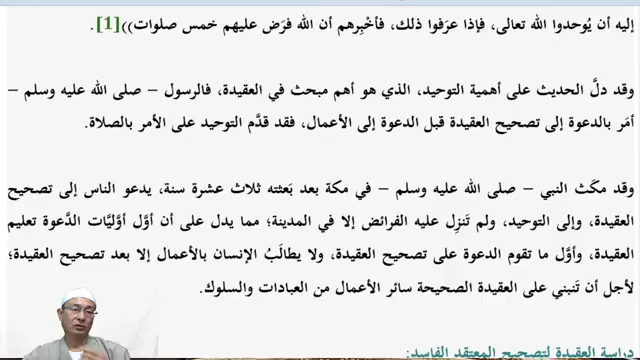 إليه أن يُوحدوا الله تعالى، فإذا عرَفوا ذلك، فأخْبِرهم أن الله فرَض عليهم خمس صلوات))[1].
وقد دلَّ الحديث على أهمية التوحيد، الذي هو أهم مبحث في العقيدة، فالرسول – صلى الله عليه وسلم –
أمَر بالدعوة إلى تصحيح العقيدة قبل الدعوة إلى الأعمال، فقد قدَّم التوحيد على الأمر بالصلاة.
وقد مكَث النبي – صلى الله عليه وسلم – في مكة بعد بَعثته ثلاث عشرة سنة، يدعو الناس إلى تصحيح
العقيدة، وإلى التوحيد، ولم تَنزِل عليه الفرائض إلا في المدينة؛ مما يدل على أن أوَّل أوَّليَّات الدَّعوة تعليم
العقيدة، وأوَّل ما تقوم الدعوة على تصحيح العقيدة، ولا يطالَبُ الإنسان بالأعمال إلا بعد تصحيح العقيدة؛
لأجل أن تَنبني على العقيدة الصحيحة سائر الأعمال من العبادات والسلوك.
دراسة العقيدة لتصحيح المعتقد الفاسد: